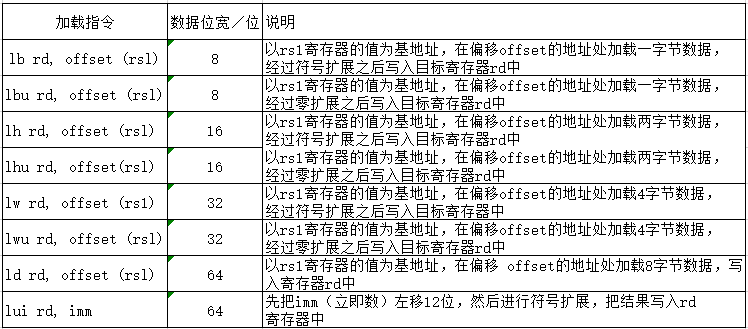 加载指令 数据位宽／位 说明
lb rd, offset (rsl) 8 以rs1寄存器的值为基地址，在偏移offset的地址处加载一字节数据，
经过符号扩展之后写入目标寄存器rd中
lbu rd, offset (rsl) 8 以rs1寄存器的值为基地址，在偏移offset的地址处加载一字节数据，
经过零扩展之后写入目标寄存器rd中
lh rd, offset (rsl) 16 以rs1寄存器的值为基地址，在偏移offset的地址处加载两字节数据，
经过符号扩展之后写入目标寄存器rd中
lhu rd, offset(rsl) 16 以rs1寄存器的值为基地址，在偏移offset的地址处加载两字节数据，
经过零扩展之后写入目标寄存器rd中
lw rd, offset (rsl) 32 以rs1寄存器的值为基地址，在偏移offset的地址处加载4字节数据，
经过符号扩展之后写入目标寄存器rd中
lwu rd, offset (rsl) 32 以rs1寄存器的值为基地址，在偏移offset的地址处加载4字节数据，
经过零扩展之后写入目标寄存器rd中
ld rd, offset (rsl) 64 以rs1寄存器的值为基地址，在偏移 offset的地址处加载8字节数据，写
入寄存器rd中
lui rd, imm 64 先把imm（立即数）左移12位，然后进行符号扩展，把结果写入rd
寄存器中